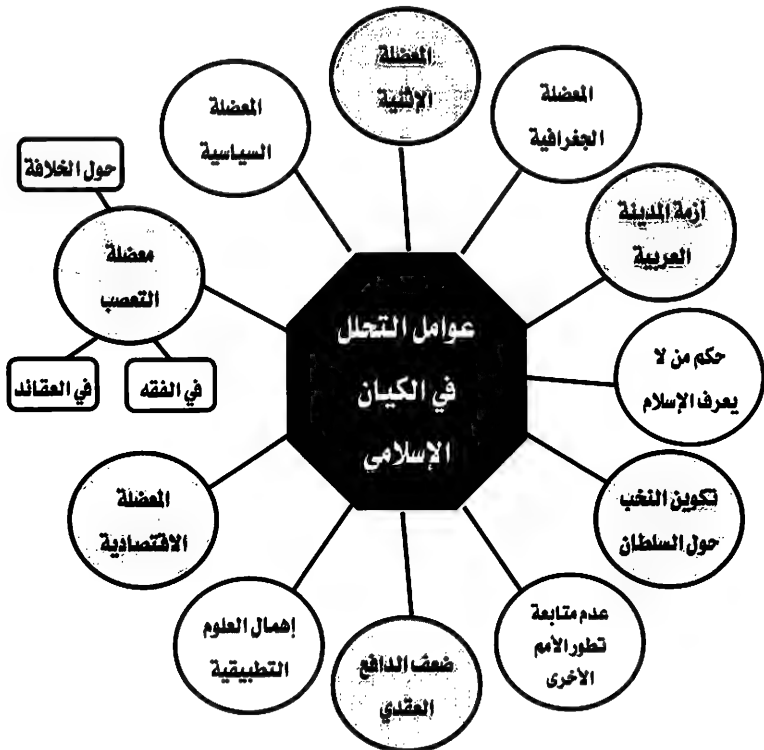 عوامل التحلل
في الكيان
الإسلامي
المعضلة
الإثنية
المعضلة
الجغرافية
أزمة المدينة
العربية
حكم من لا
يعرف الإسلام
تكوين النخب
حول السلطان
عدم متابعة
تطور الأمم
الأخرى
ضعف الدافع
العقدي
إهمال العلوم
التطبيقية
المعضلة
الاقتصادية
معضلة
التعصب
حول الخلافة
في الفقه
في العقائد
المعضلة
السياسية